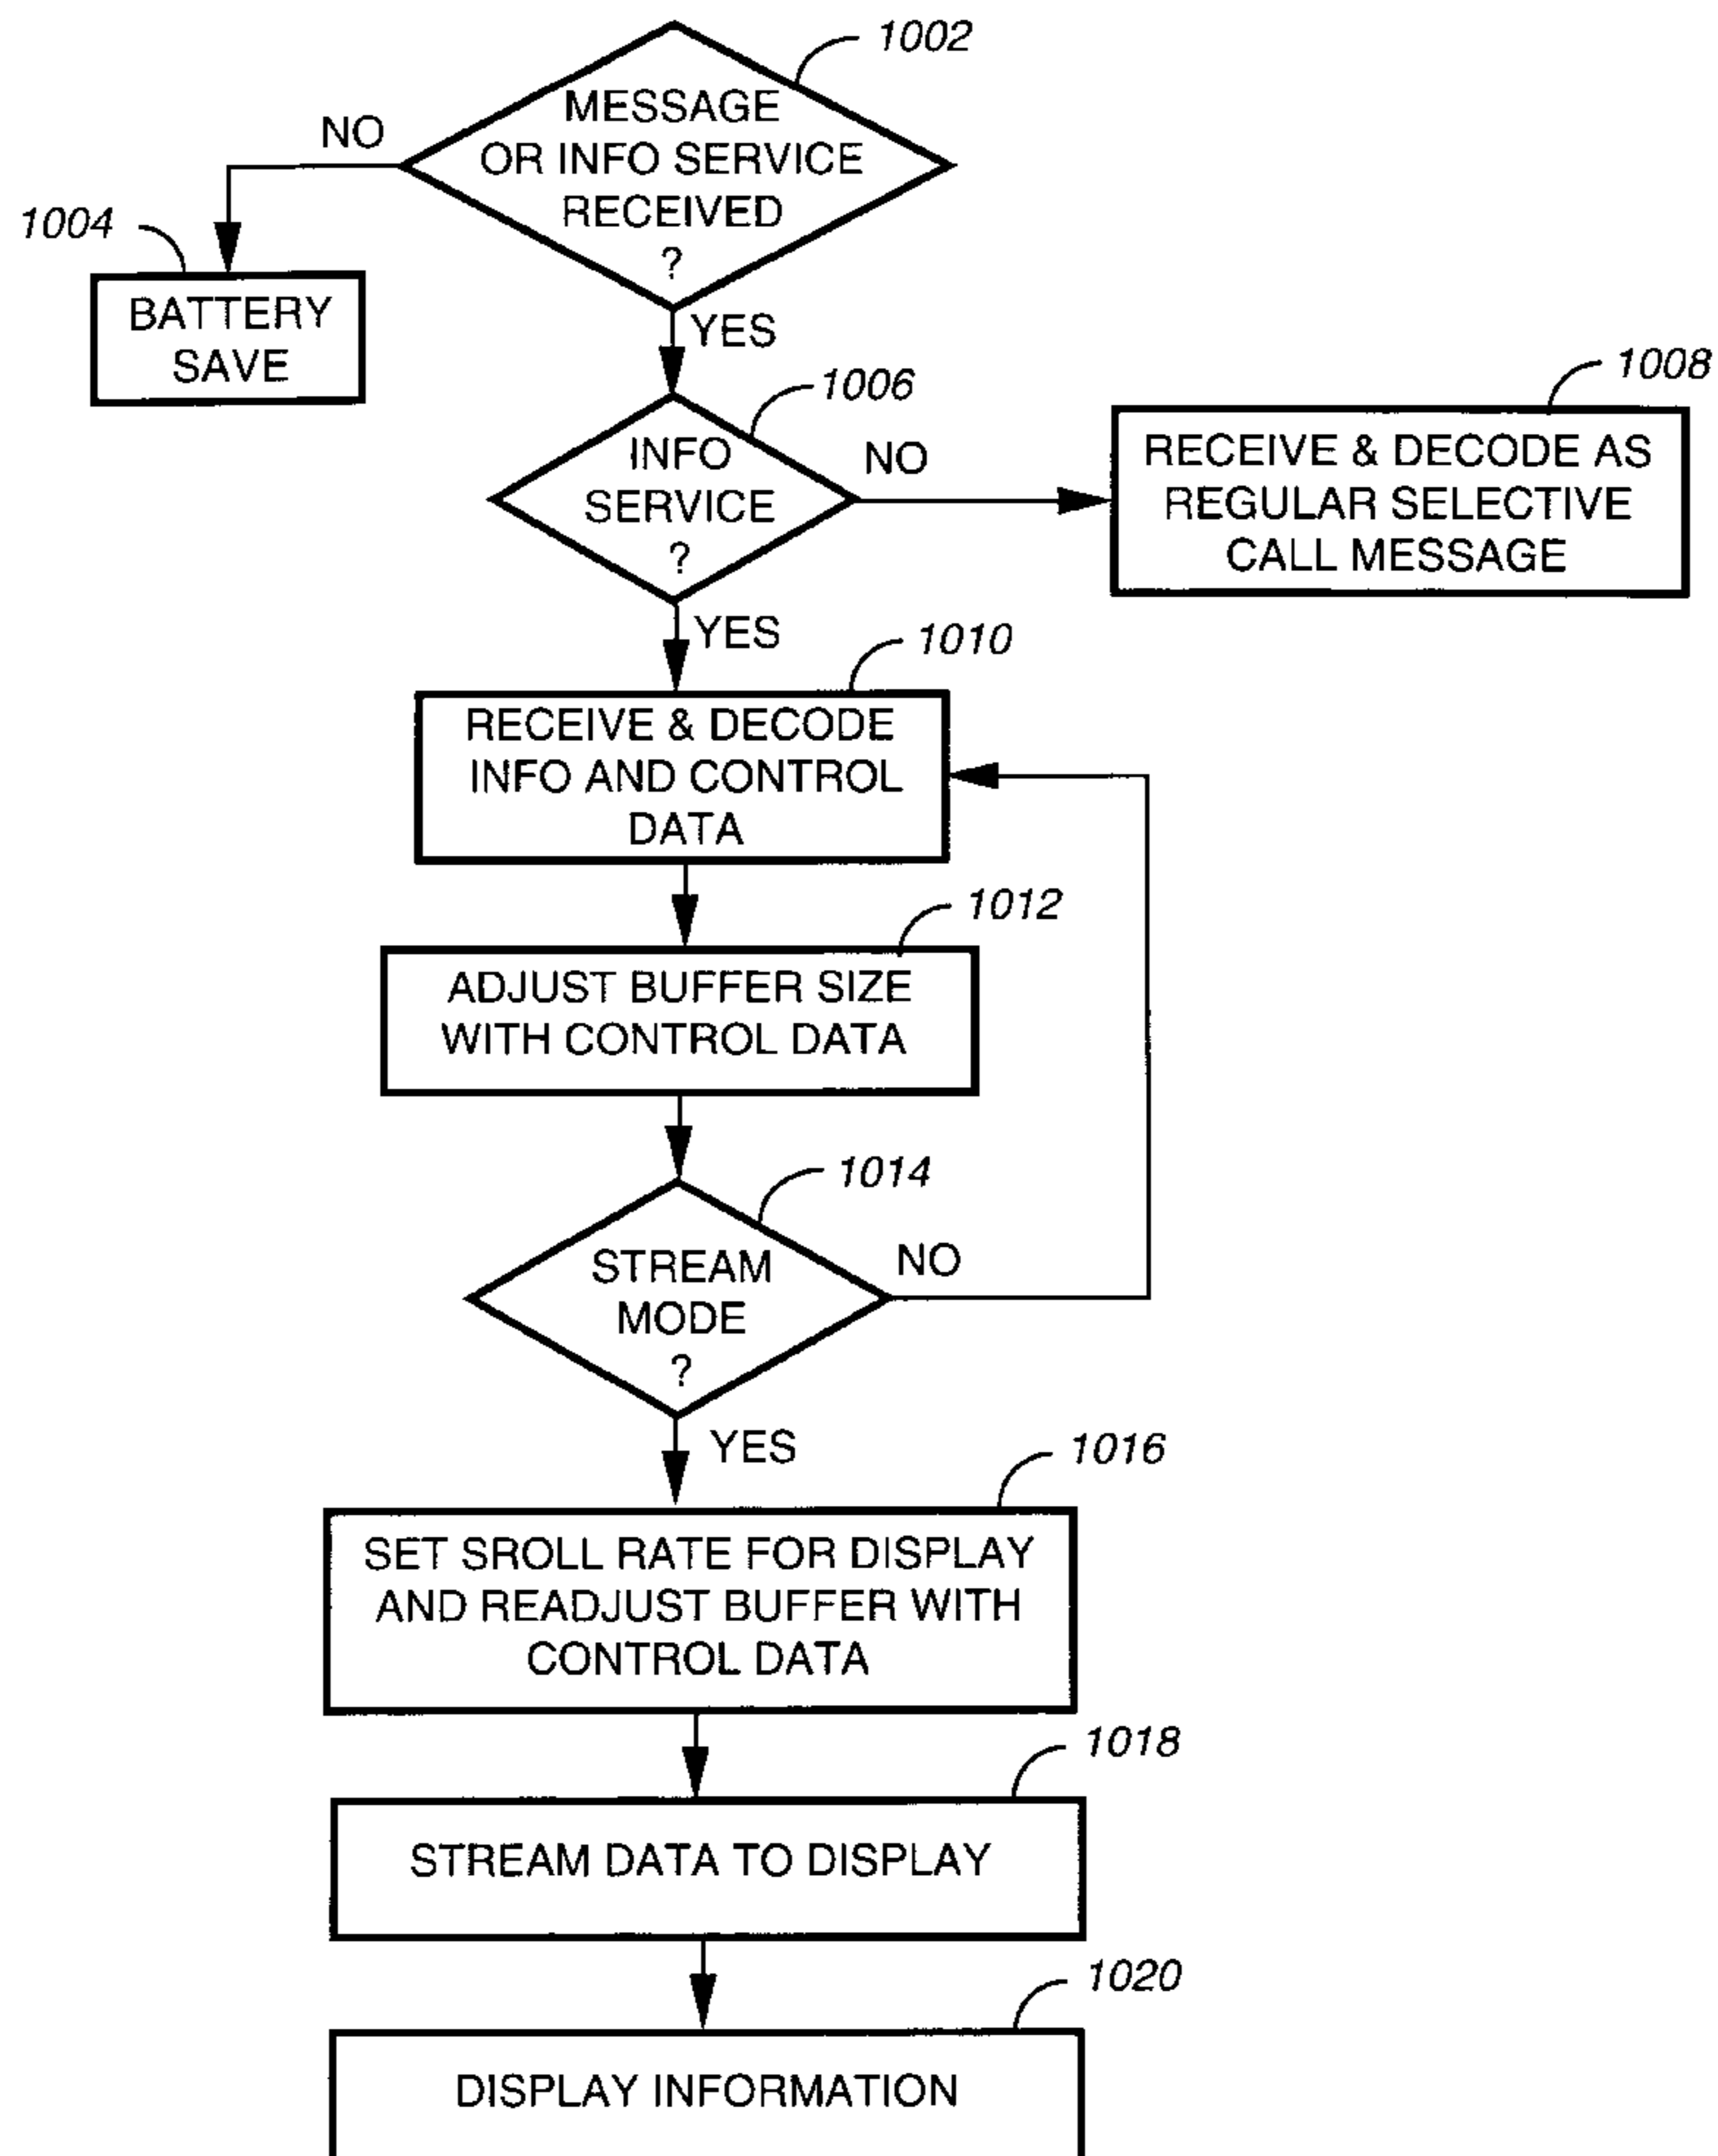 1002
MESSAGE
OR INFO SERVICE
RECEIVED
?
NO
1004
BATTERY
SAVE
YES
1006
INFO
SERVICE
?
NO
1008
RECEIVE & DECODE AS
REGULAR SELECTIVE
CALL MESSAGE
YES
1010
RECEIVE & DECODE
INFO AND CONTROL
DATA
1012
ADJUST BUFFER SIZE
WITH CONTROL DATA
1014
STREAM
MODE
?
NO
YES
1016
SET SROLL RATE FOR DISPLAY
AND READJUST BUFFER WITH
CONTROL DATA
1018
STREAM DATA TO DISPLAY
1020
DISPLAY INFORMATION